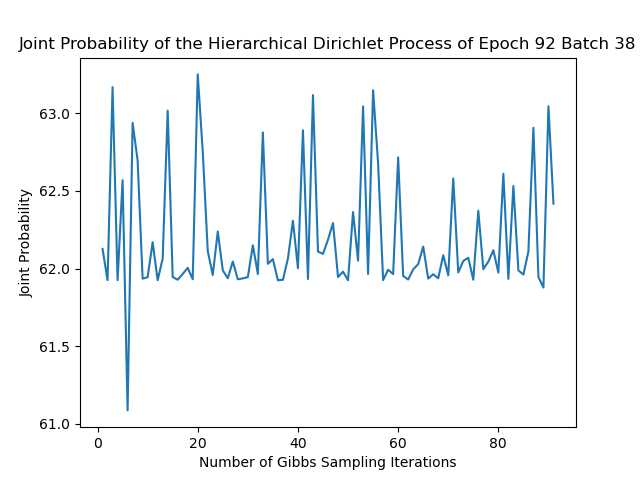 Joint Probability of the Hierarchical Dirichlet Process of Epoch 92 Batch 38
63.0
62.5
62.0
61.5
61.0
Joint Probability
0 20 40 60 80
Number of Gibbs Sampling Iterations